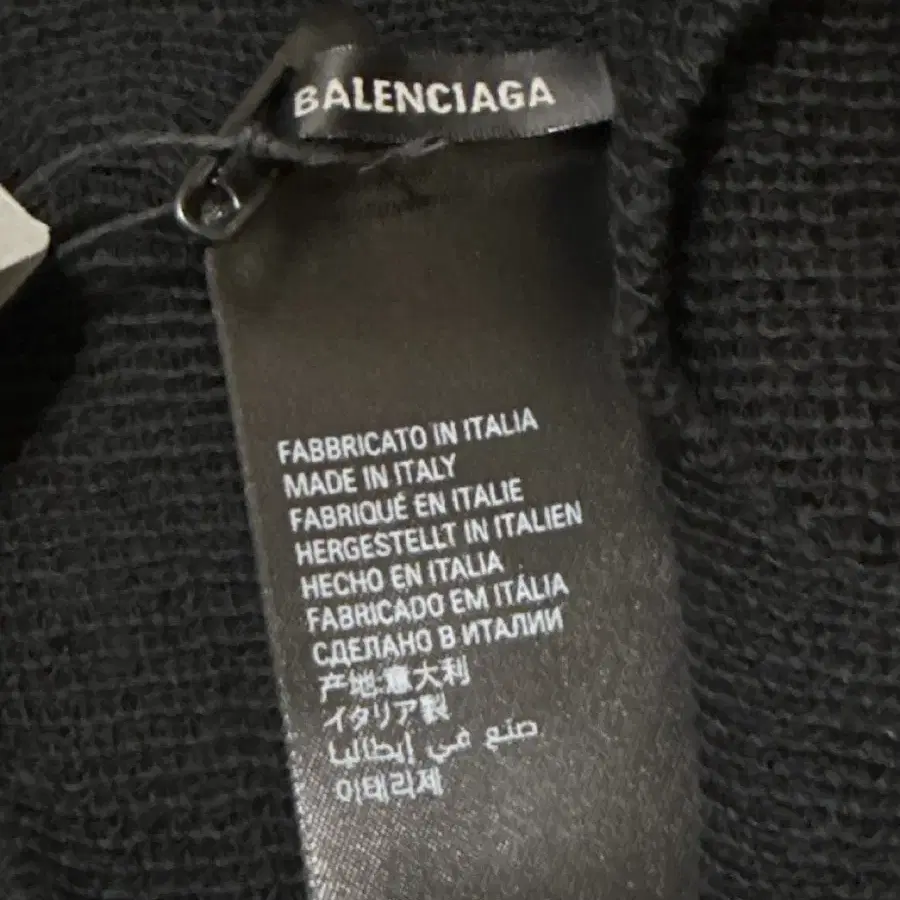 BALENCIAGA
FABBRICATO IN ITALIA
MADE IN ITALY
FABRIQUÉ EN ITALIE
HERGESTELLT IN ITALIEN
HECHO EN ITALIA
FABRICADO EM ITÁLIA
СДЕЛАНО В ИТАЛИИ
产地:意大利
イタリア製
صنع في إيطاليا
이태리제